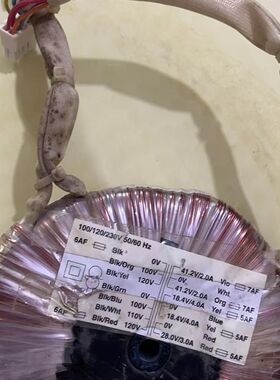 100/120/230V 50/60 Hz
6AF Blk 0V 41.2V/2.0A Vio 7AF
Blk/Org 100V 0V Wht
Blk/Yel 120V 41.2V/2.0A Org 7AF
18.4V/4.0A Yel 5AF
Blk/Grn 0V 0V Blue
Blk/Blu 100V 18.4V/4.0A Yel 5AF
Blk/Wht 110V 0V Red
6AF Blk/Red 120V 28.0V/3.0A Red 5AF